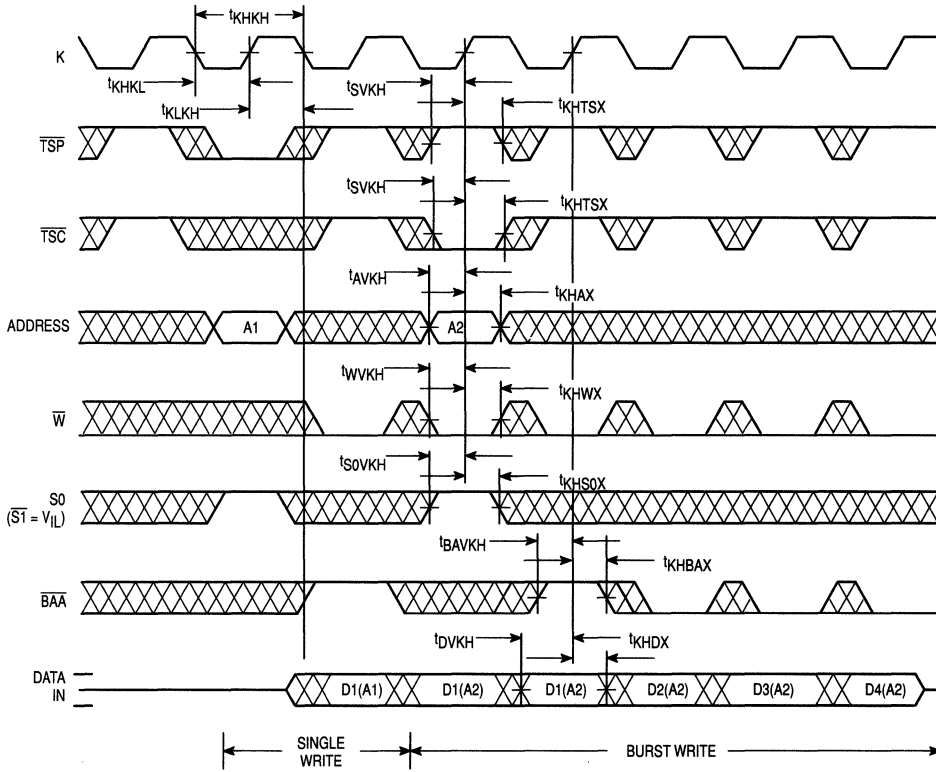 tKHKH
K
tKHKL
tKLKH
tSVKH
tKHTSX
TSP
tSVKH
tKHTSX
TSC
tAVKH
tKHAX
ADDRESS
A1
A2
tWVKH
tKHWX
W
tS0VKH
tKHS0X
S0
(S1 = VIL)
tBAVKH
tKHBAX
BAA
tDVKH
tKHDX
DATA
IN
D1(A1)
D1(A2)
D1(A2)
D2(A2)
D3(A2)
D4(A2)
SINGLE
WRITE
BURST WRITE